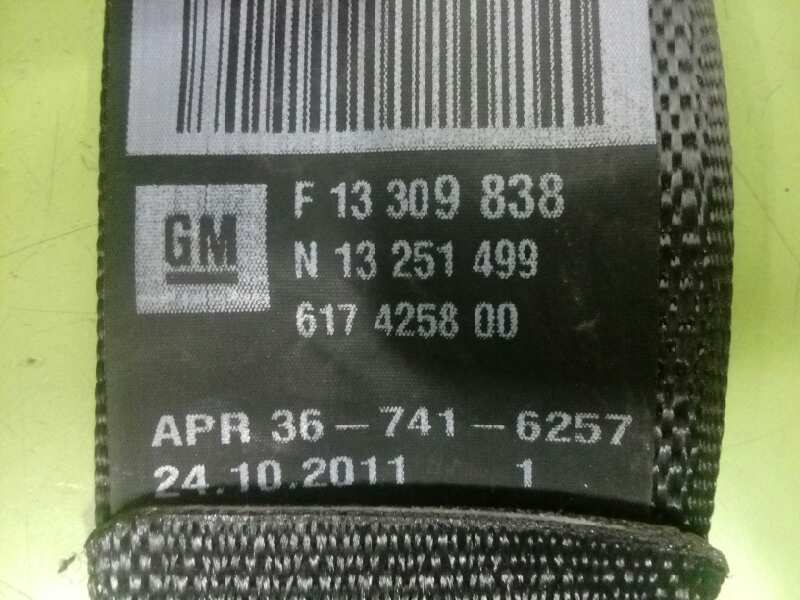 GM
F 13 309 838
N 13 251 499
617 4258 00
APR 36-741-6257
24.10.2011 1